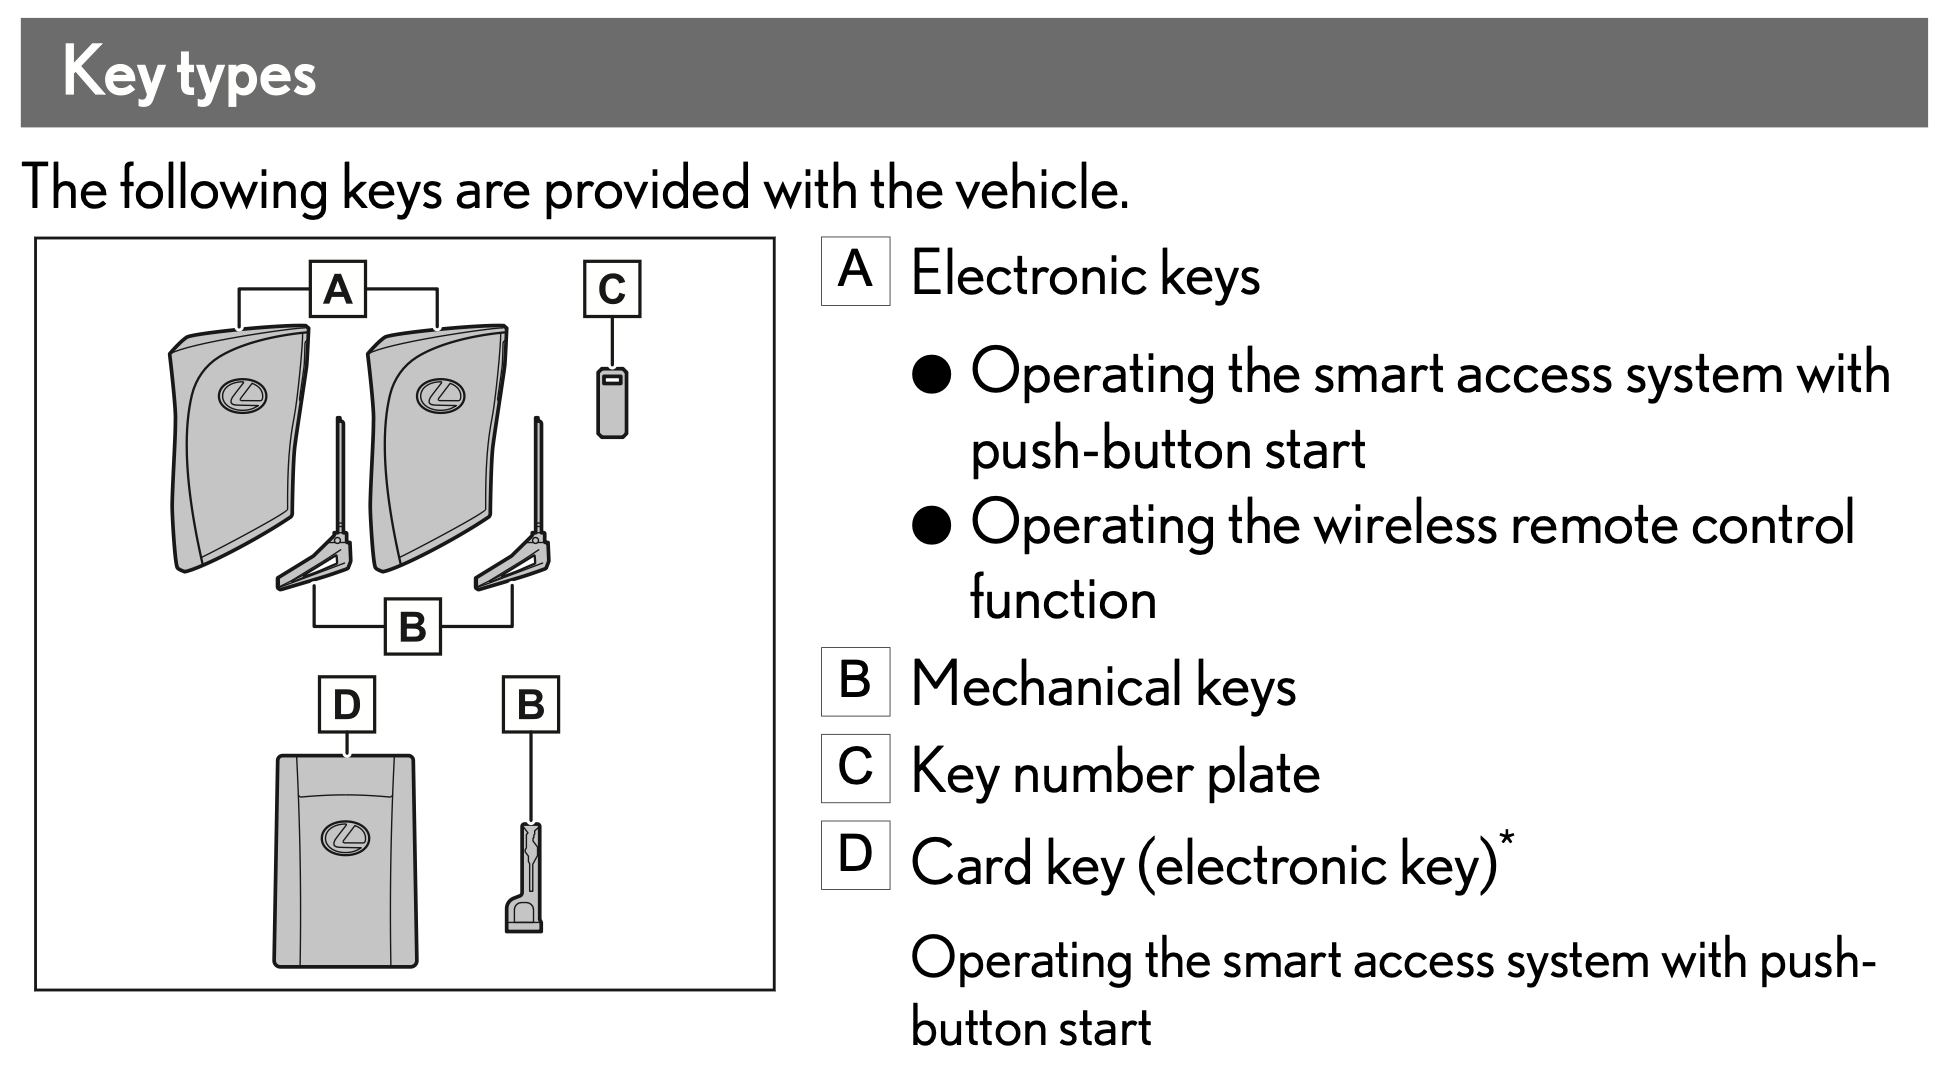 Key types
The following keys are provided with the vehicle.
A
C
B
D
B
A Electronic keys
● Operating the smart access system with
push-button start
● Operating the wireless remote control
function
B Mechanical keys
C Key number plate
D Card key (electronic key)*
Operating the smart access system with push-
button start